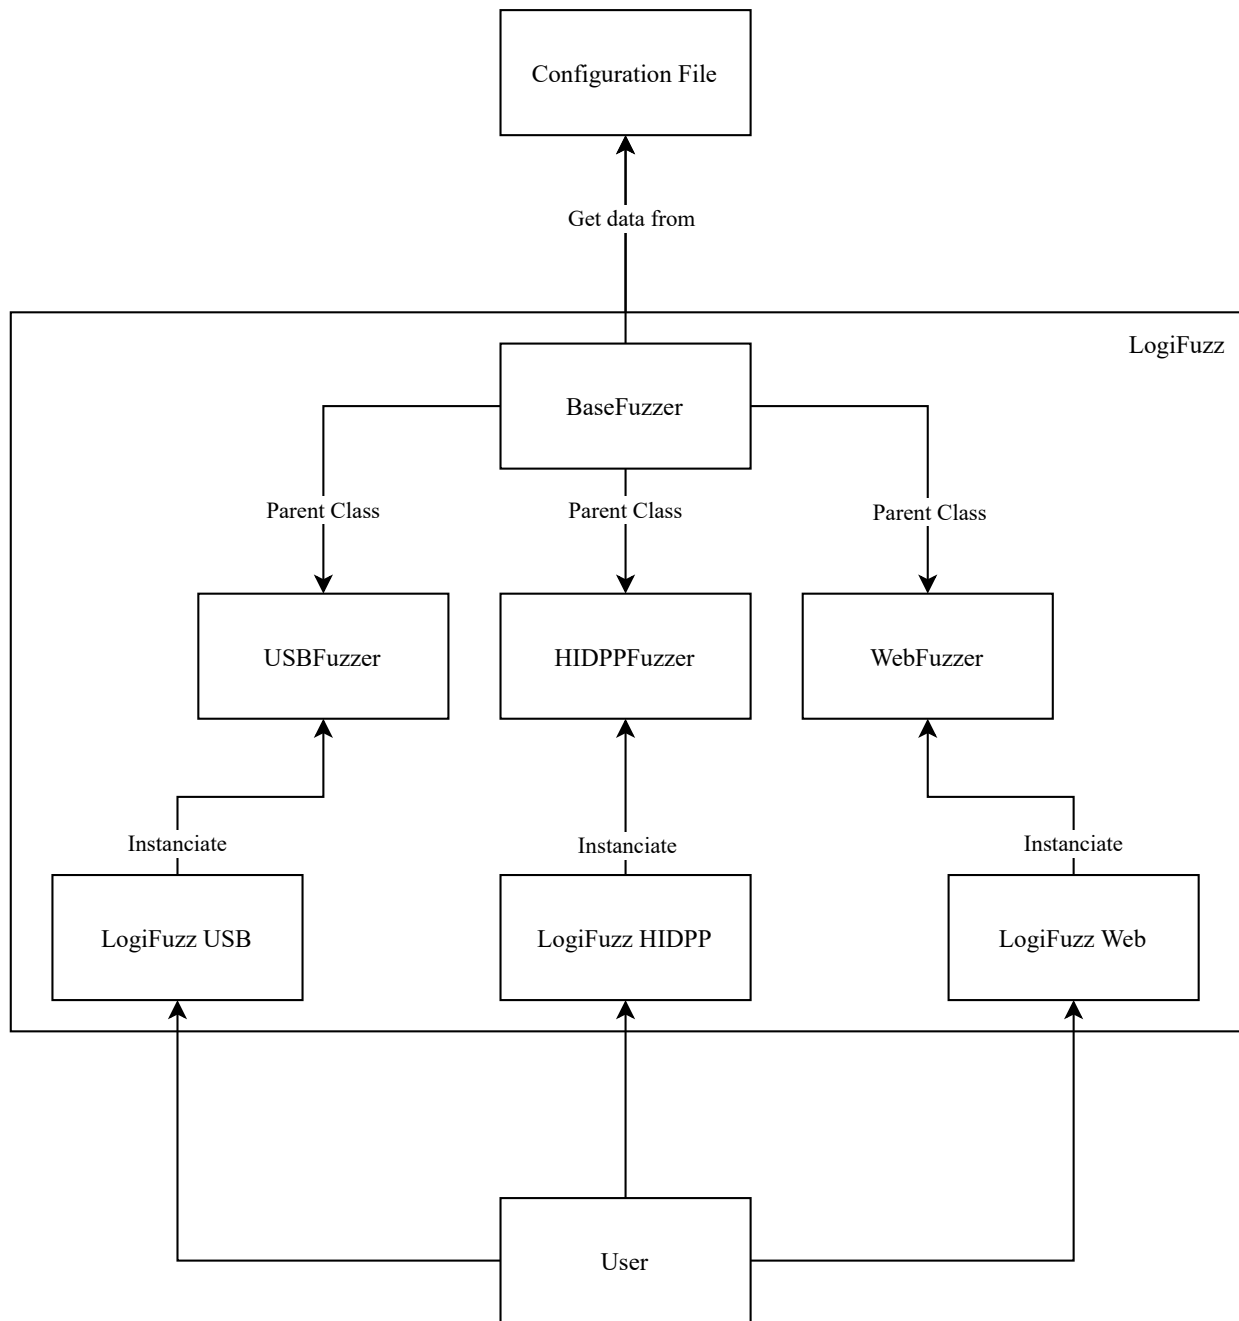 Configuration File
Get data from
LogiFuzz
BaseFuzzer
Parent Class
Parent Class
Parent Class
USBFuzzer
HIDPPFuzzer
WebFuzzer
Instanciate
Instanciate
Instanciate
LogiFuzz USB
LogiFuzz HIDPP
LogiFuzz Web
User